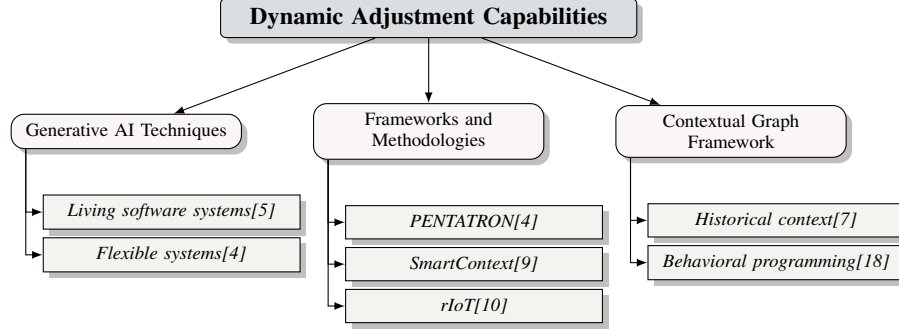 Dynamic Adjustment Capabilities
Generative AI Techniques
Living software systems[5]
Flexible systems[4]
Frameworks and
Methodologies
PENTATRON[4]
SmartContext[9]
rIoT[10]
Contextual Graph
Framework
Historical context[7]
Behavioral programming[18]